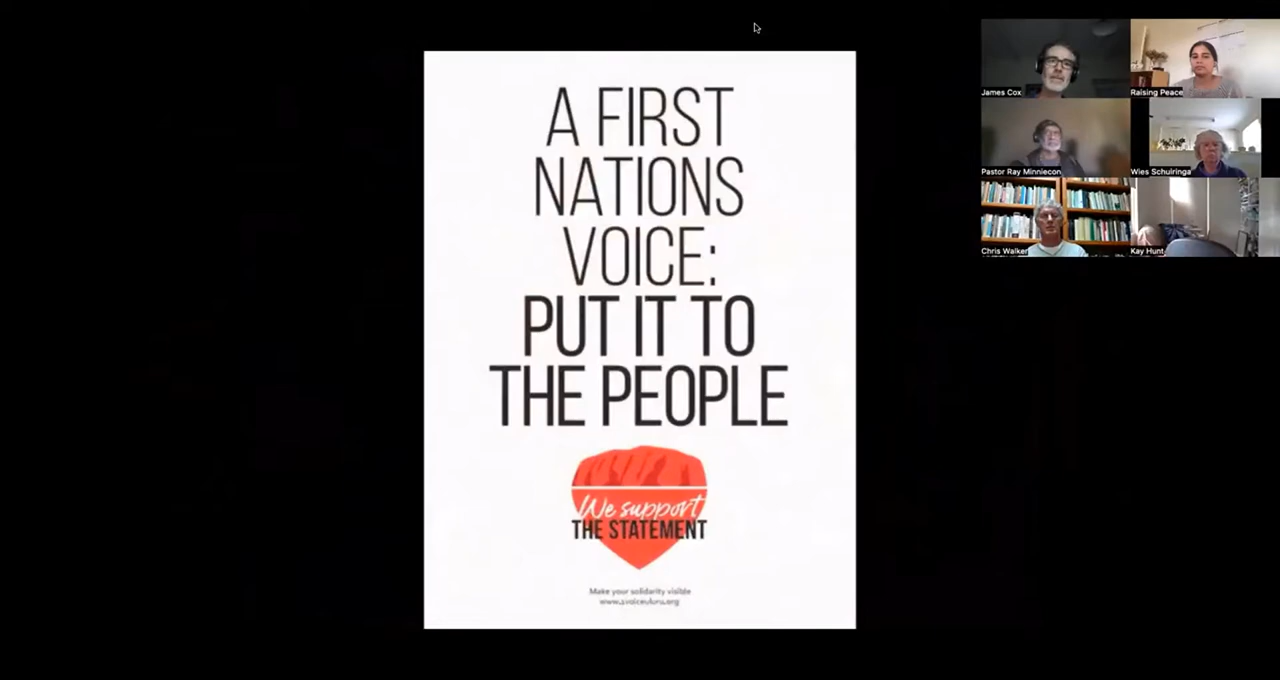 A FIRST
NATIONS
VOICE:
PUT IT TO
THE PEOPLE
We support
THE STATEMENT
Make your solidarity visible
www.1voiceuluru.org
James Cox
Raising Peace
Pastor Ray Minniecon
Wies Schuiringa
Chris Walker
Kay Hunt